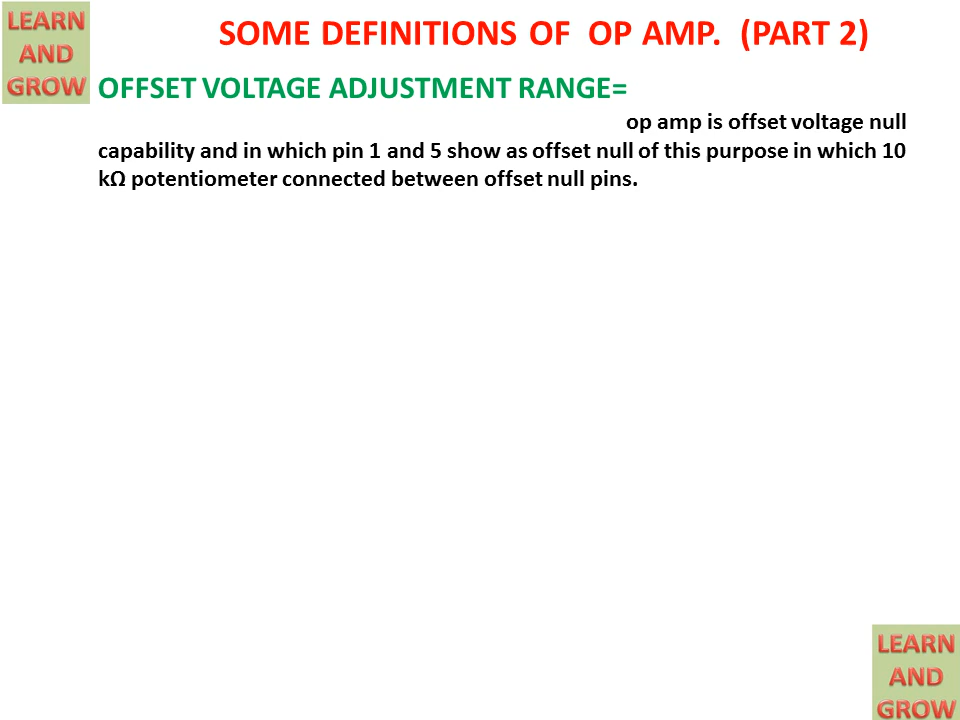 LEARN
AND
GROW
SOME DEFINITIONS OF OP AMP. (PART 2)
OFFSET VOLTAGE ADJUSTMENT RANGE=
op amp is offset voltage null
capability and in which pin 1 and 5 show as offset null of this purpose in which 10
kΩ potentiometer connected between offset null pins.
LEARN
AND
GROW